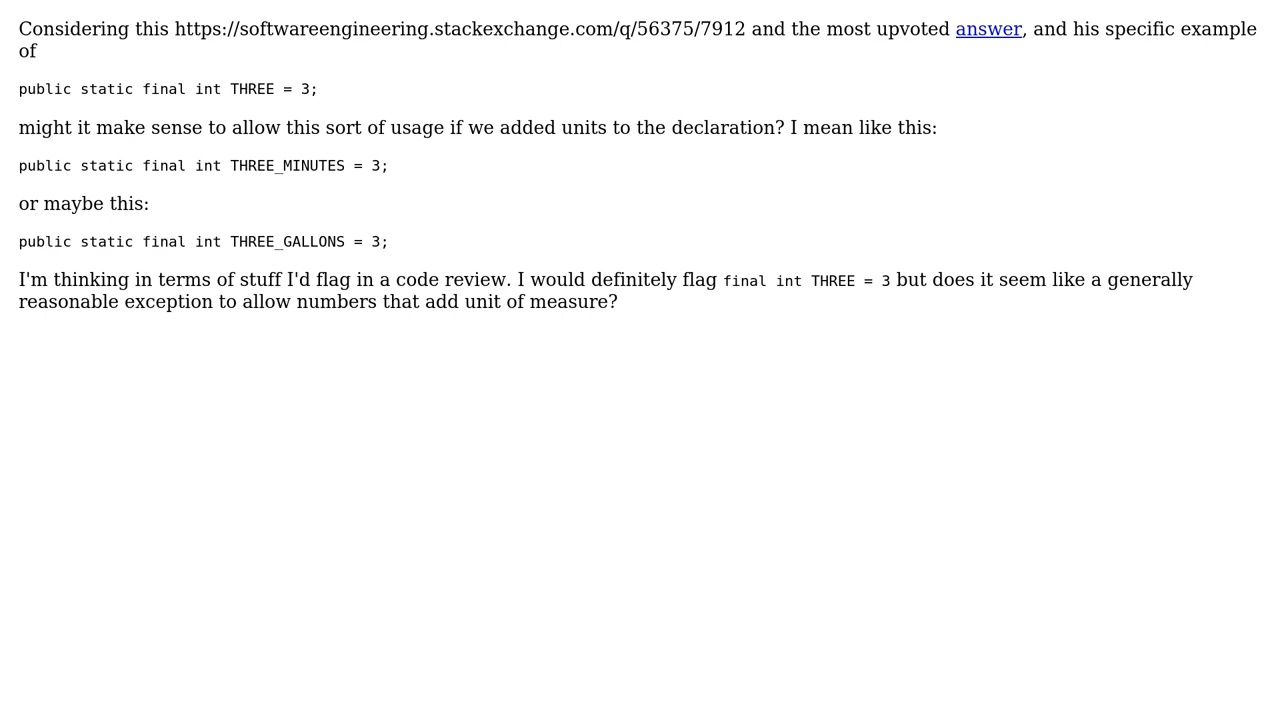 Considering this https://softwareengineering.stackexchange.com/q/56375/7912 and the most upvoted answer, and his specific example
of
public static final int THREE = 3;
might it make sense to allow this sort of usage if we added units to the declaration? I mean like this:
public static final int THREE_MINUTES = 3;
or maybe this:
public static final int THREE_GALLONS = 3;
I'm thinking in terms of stuff I'd flag in a code review. I would definitely flag final int THREE = 3 but does it seem like a generally
reasonable exception to allow numbers that add unit of measure?